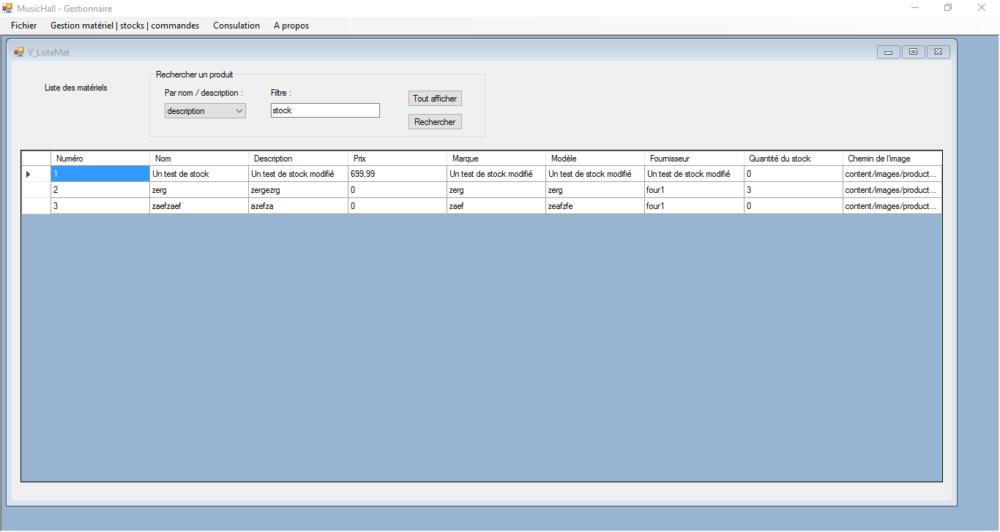 MusicHall - Gestionnaire
Fichier Gestion matériel | stocks | commandes Consulation A propos
V_ListeMat
Rechercher un produit
Liste des matériels
Par nom / description : Filtre :
Tout afficher
description stock
Rechercher
Numéro Nom Description Prix Marque Modèle Fournisseur Quantité du stock Chemin de l'image
1 Un test de stock Un test de stock modifié 699,99 Un test de stock modifié Un test de stock modifié Un test de stock modifié 0 content/images/product...
2 zerg zergezrg 0 zerg zerg four1 3 content/images/product...
3 zaefzaef azefza 0 zaef zeafzfe four1 0 content/images/product...